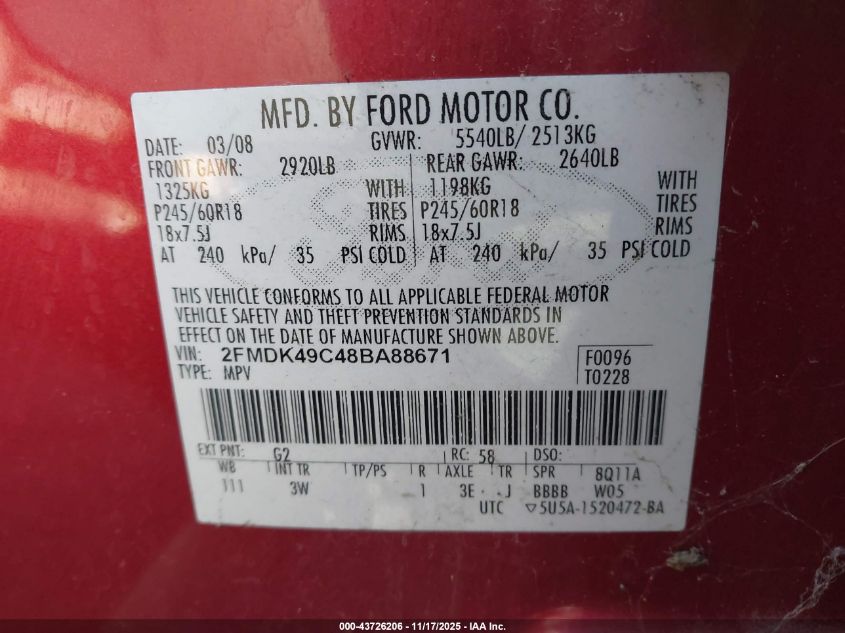 MFD. BY FORD MOTOR CO.
DATE: 03/08 GVWR: 5540LB/ 2513KG
FRONT GAWR: 2920LB REAR GAWR: 2640LB
1325KG WITH 1198KG WITH
P245/60R18 TIRES P245/60R18 TIRES
18x7.5J RIMS 18x7.5J RIMS
AT 240 kPa/ 35 PSI COLD AT 240 kPa/ 35 PSI COLD
THIS VEHICLE CONFORMS TO ALL APPLICABLE FEDERAL MOTOR
VEHICLE SAFETY AND THEFT PREVENTION STANDARDS IN
EFFECT ON THE DATE OF MANUFACTURE SHOWN ABOVE.
VIN: 2FMDK49C48BA88671 F0096
TYPE: MPV T0228
EXT PNT: G2 RC: 58 DSO:
WB INT TR TP/PS R AXLE TR SPR 8Q11A
111 3W 1 3E J BBBB W05
UTC ▽5U5A-1520472-BA
000-43726206 - 11/17/2025 - IAA Inc.